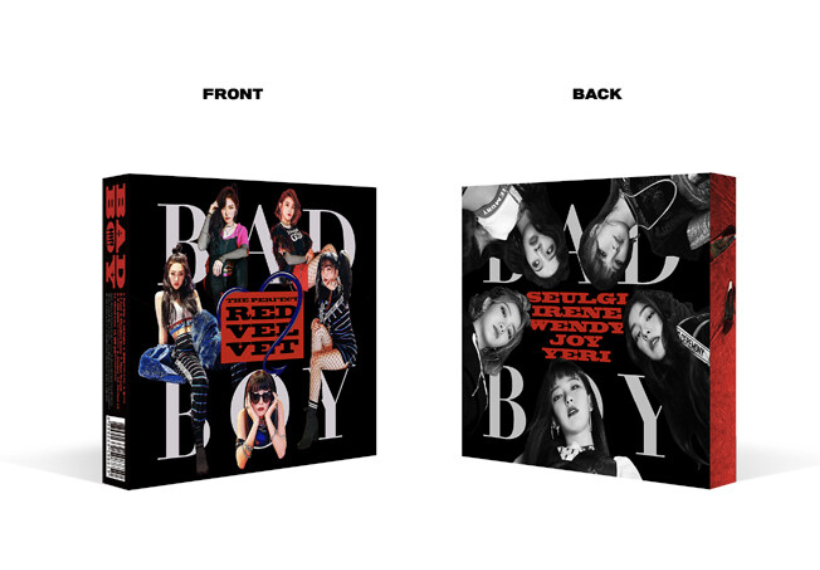 FRONT
BACK
BAD
BOY
BAD
THE PERFECT
RED
VEL
VET
BOY
BAD
SEULGI
IRENE
WENDY
JOY
YERI
BOY